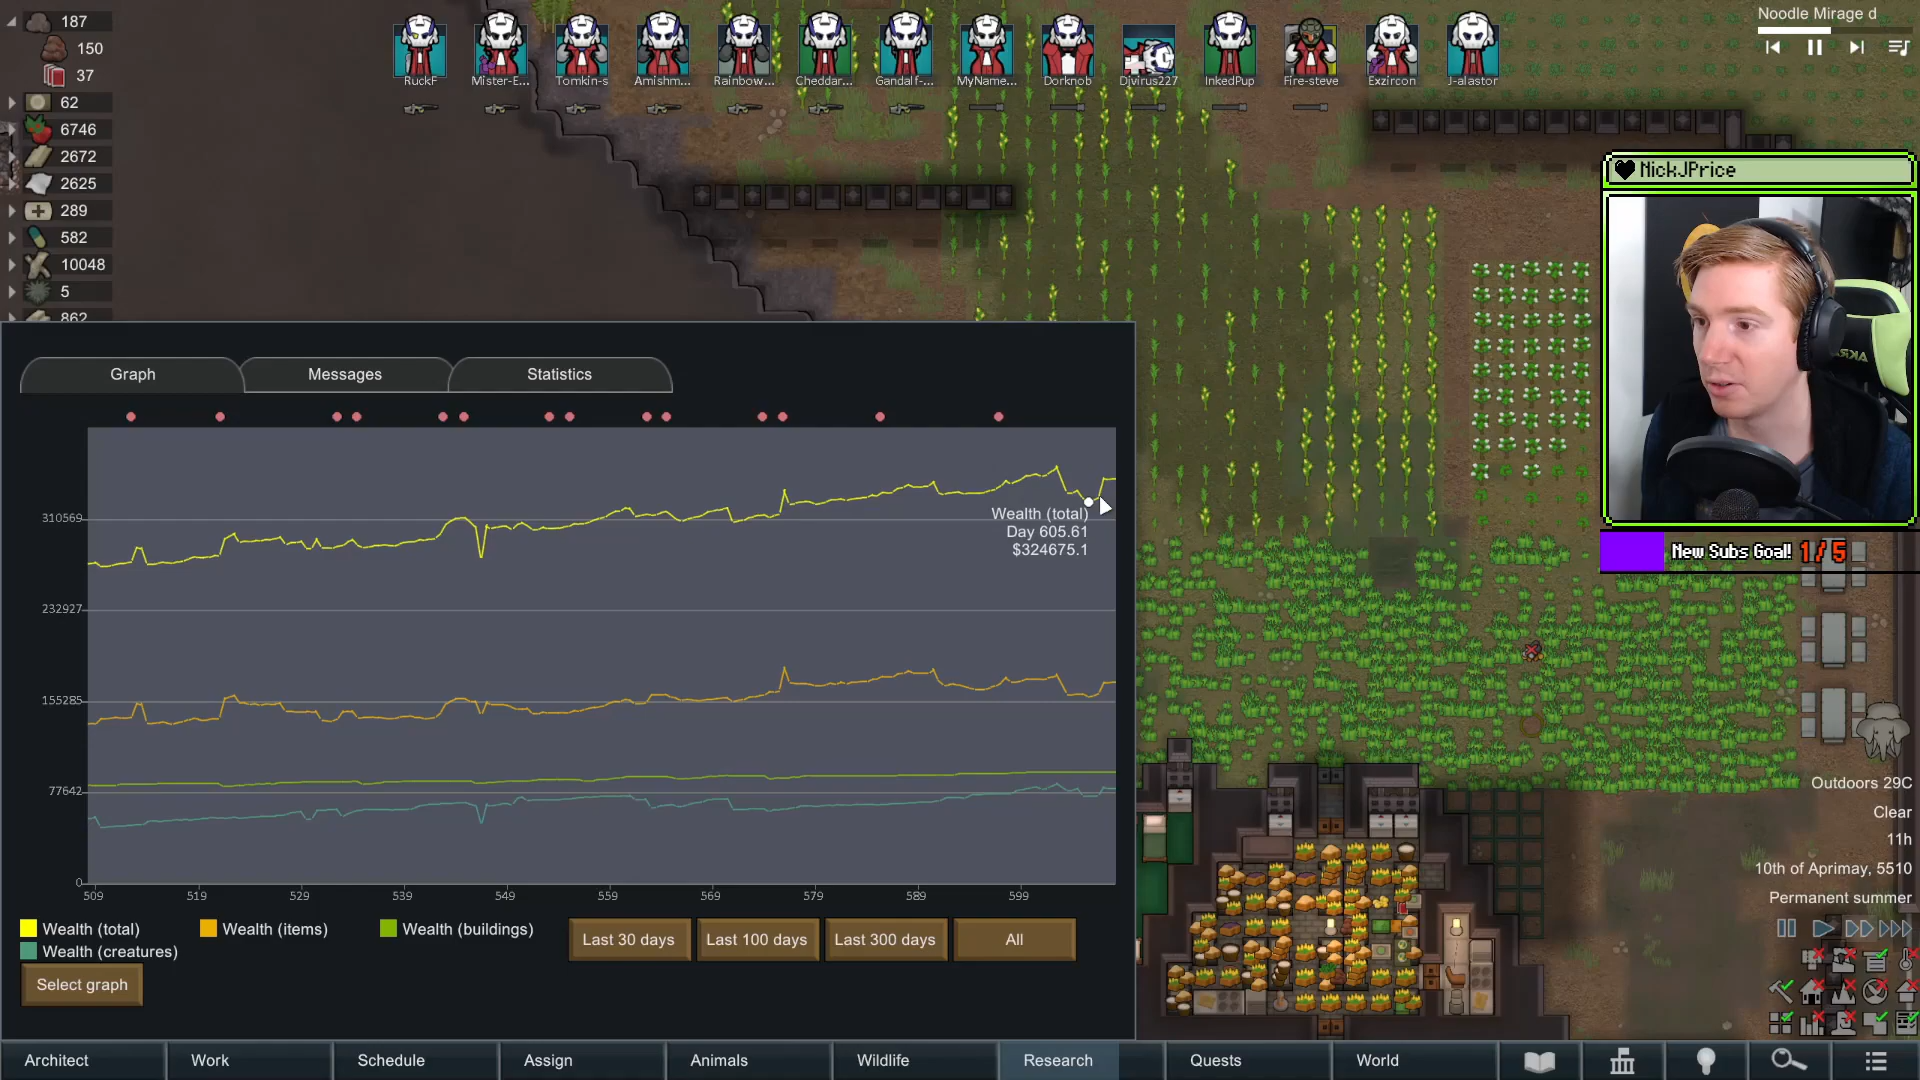 187
150
37
62
6746
2672
2625
289
582
10048
5
862
RuckF
Mishter-E...
Tomkin-s
Amishm...
Rainbow...
Cheddar...
Gandalf-...
MyName...
Dorknob
Divirus227
InkedPup
Fire-steve
Exzircon
J-alastor
Noodle Mirage d
NickJPrice
New Subs Goal! 1/5
Graph
Messages
Statistics
310569
232927
155285
77642
0
Wealth (total)
Day 605.61
$324675.1
509
519
529
539
549
559
569
579
589
599
Wealth (total)
Wealth (items)
Wealth (buildings)
Wealth (creatures)
Last 30 days
Last 100 days
Last 300 days
All
Select graph
Outdoors 29C
Clear
11h
10th of Aprimay, 5510
Permanent summer
Architect
Work
Schedule
Assign
Animals
Wildlife
Research
Quests
World